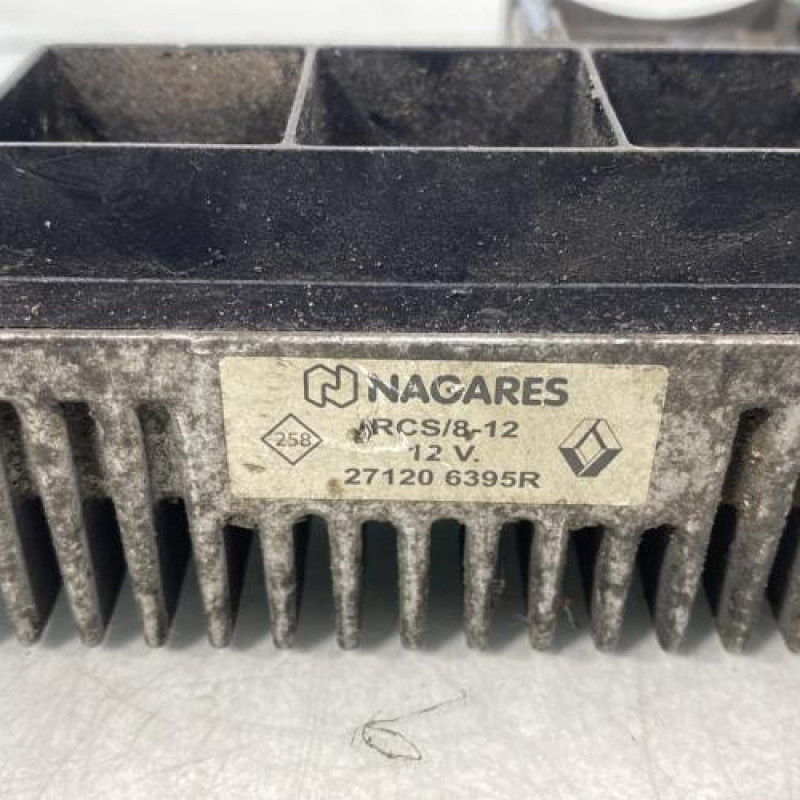 NAGARES
RCS/8-12
258
12 V.
27120 6395R